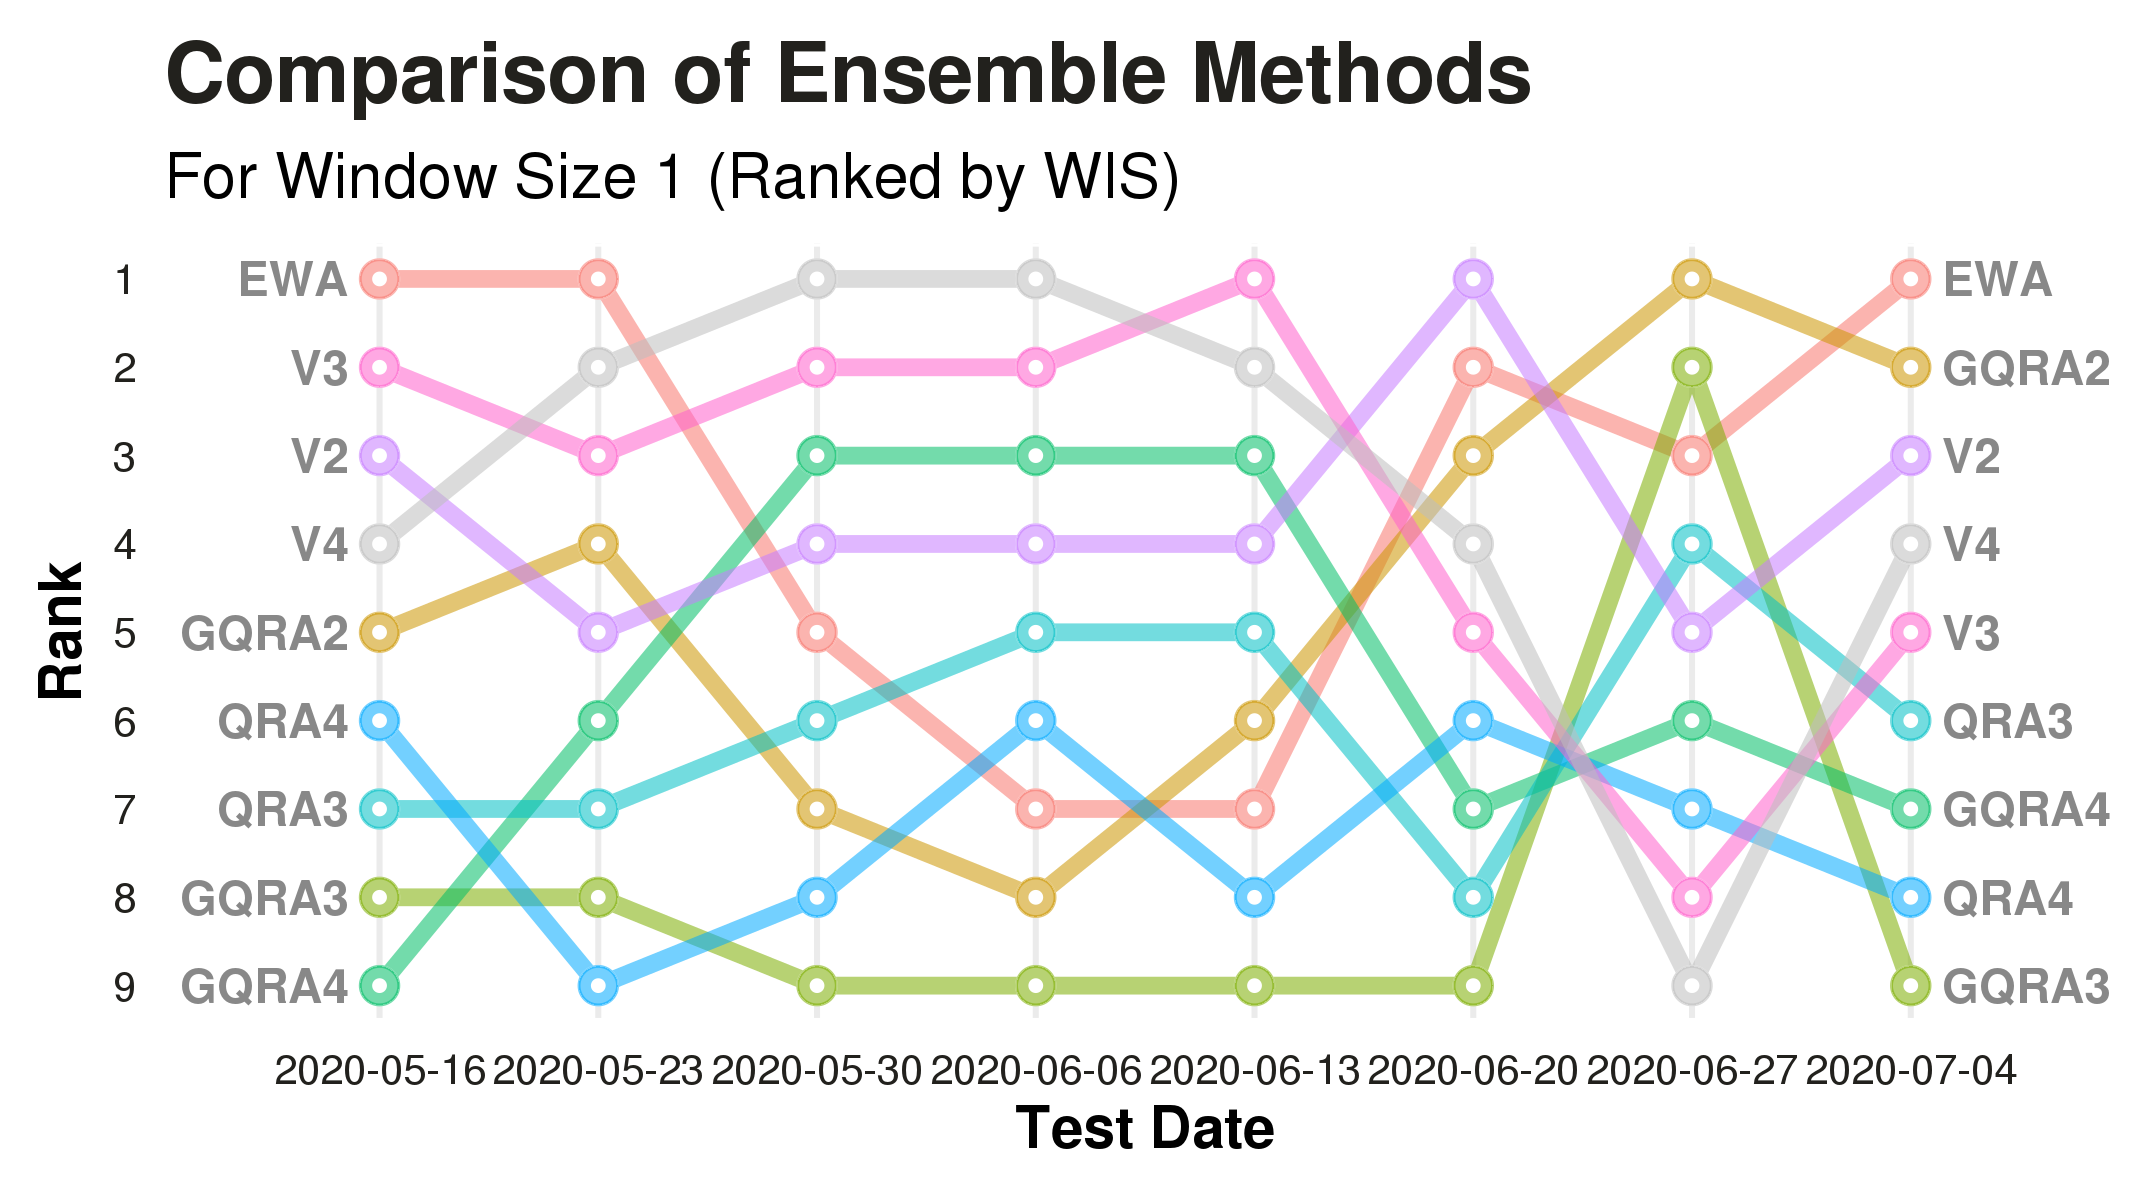 Comparison of Ensemble Methods
For Window Size 1 (Ranked by WIS)
Rank
1 EWA EWA
2 V3 GQRA2
3 V2 V2
4 V4 V4
5 GQRA2 V3
6 QRA4 QRA3
7 QRA3 GQRA4
8 GQRA3 QRA4
9 GQRA4 GQRA3
2020-05-16 2020-05-23 2020-05-30 2020-06-06 2020-06-13 2020-06-20 2020-06-27 2020-07-04
Test Date